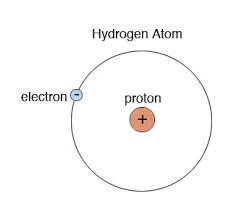 Hydrogen Atom
electron -
proton
+